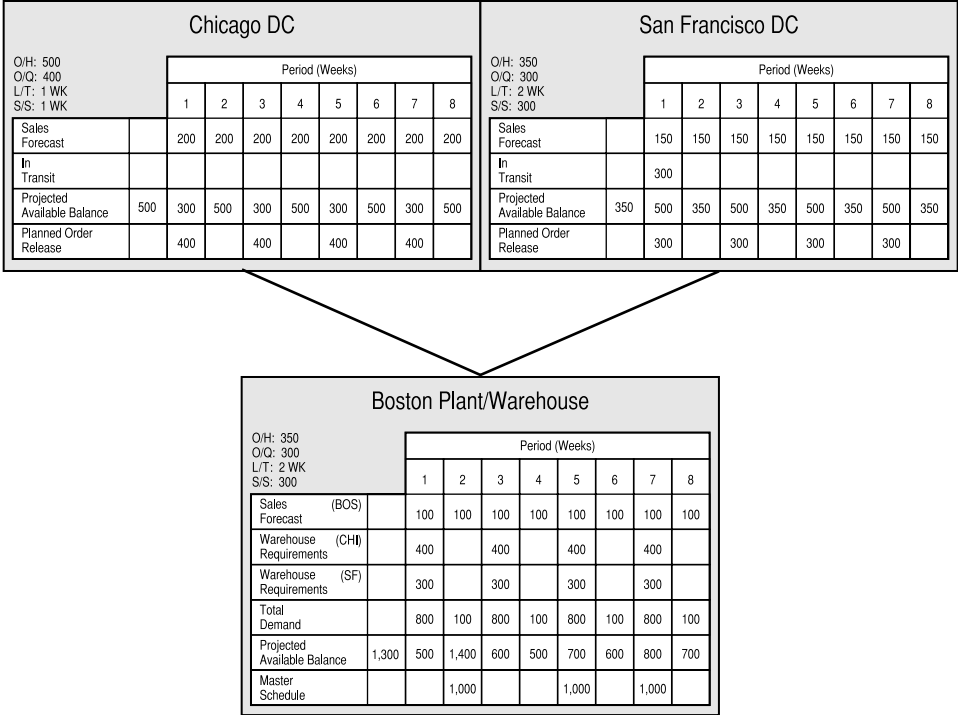 Chicago DC
O/H: 500
O/Q: 400
L/T: 1 WK
S/S: 1 WK
Period (Weeks)
1 2 3 4 5 6 7 8
Sales
Forecast
200 200 200 200 200 200 200 200
In
Transit
Projected
Available Balance
500 300 500 300 500 300 500 300 500
Planned Order
Release
400 400 400 400
San Francisco DC
O/H: 350
O/Q: 300
L/T: 2 WK
S/S: 300
Period (Weeks)
1 2 3 4 5 6 7 8
Sales
Forecast
150 150 150 150 150 150 150 150
In
Transit
300
Projected
Available Balance
350 500 350 500 350 500 350 500 350
Planned Order
Release
300 300 300 300
Boston Plant/Warehouse
O/H: 350
O/Q: 300
L/T: 2 WK
S/S: 300
Period (Weeks)
1 2 3 4 5 6 7 8
Sales (BOS)
Forecast
100 100 100 100 100 100 100 100
Warehouse (CHI)
Requirements
400 400 400 400
Warehouse (SF)
Requirements
300 300 300 300
Total
Demand
800 100 800 100 800 100 800 100
Projected
Available Balance
1,300 500 1,400 600 500 700 600 800 700
Master
Schedule
1,000 1,000 1,000